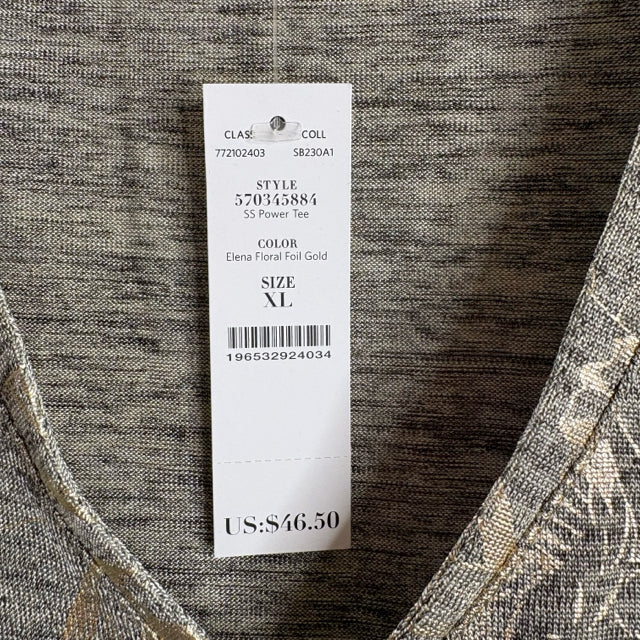 CLAS COLL
772102403 SB230A1
STYLE
570345884
SS Power Tee
COLOR
Elena Floral Foil Gold
SIZE
XL
196532924034
US:$46.50